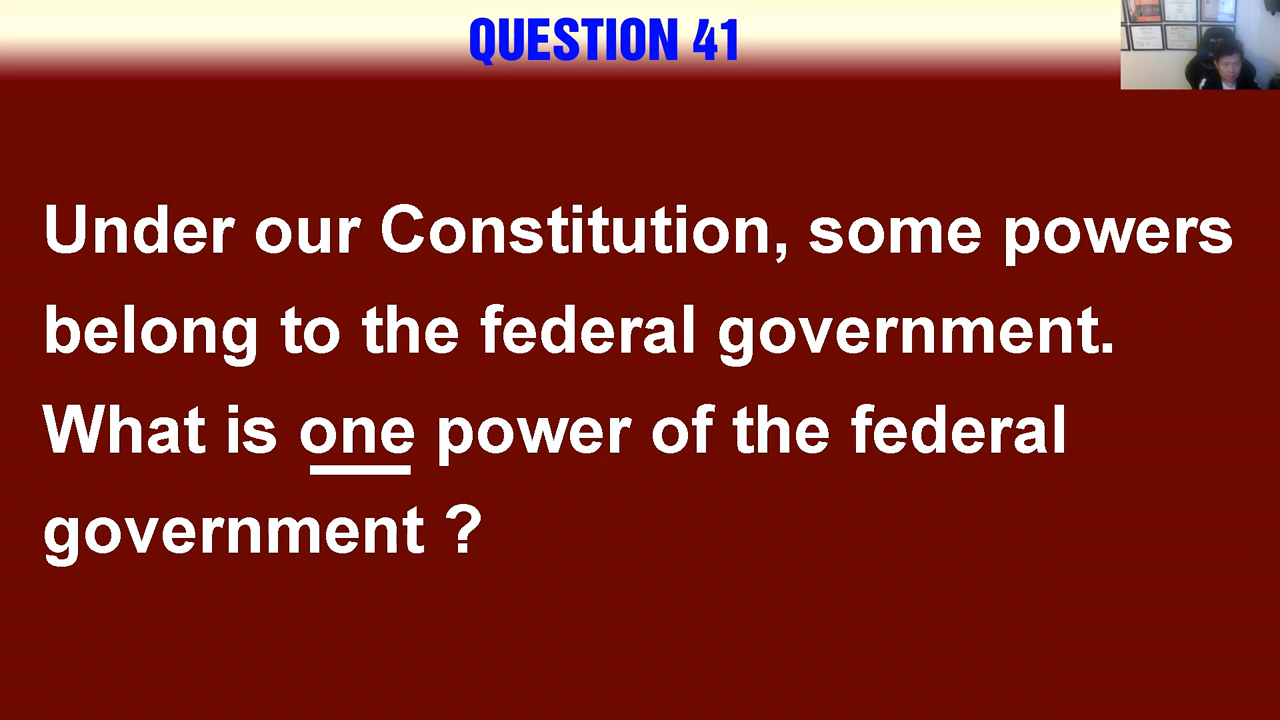 QUESTION 41
Under our Constitution, some powers
belong to the federal government.
What is one power of the federal
government ?